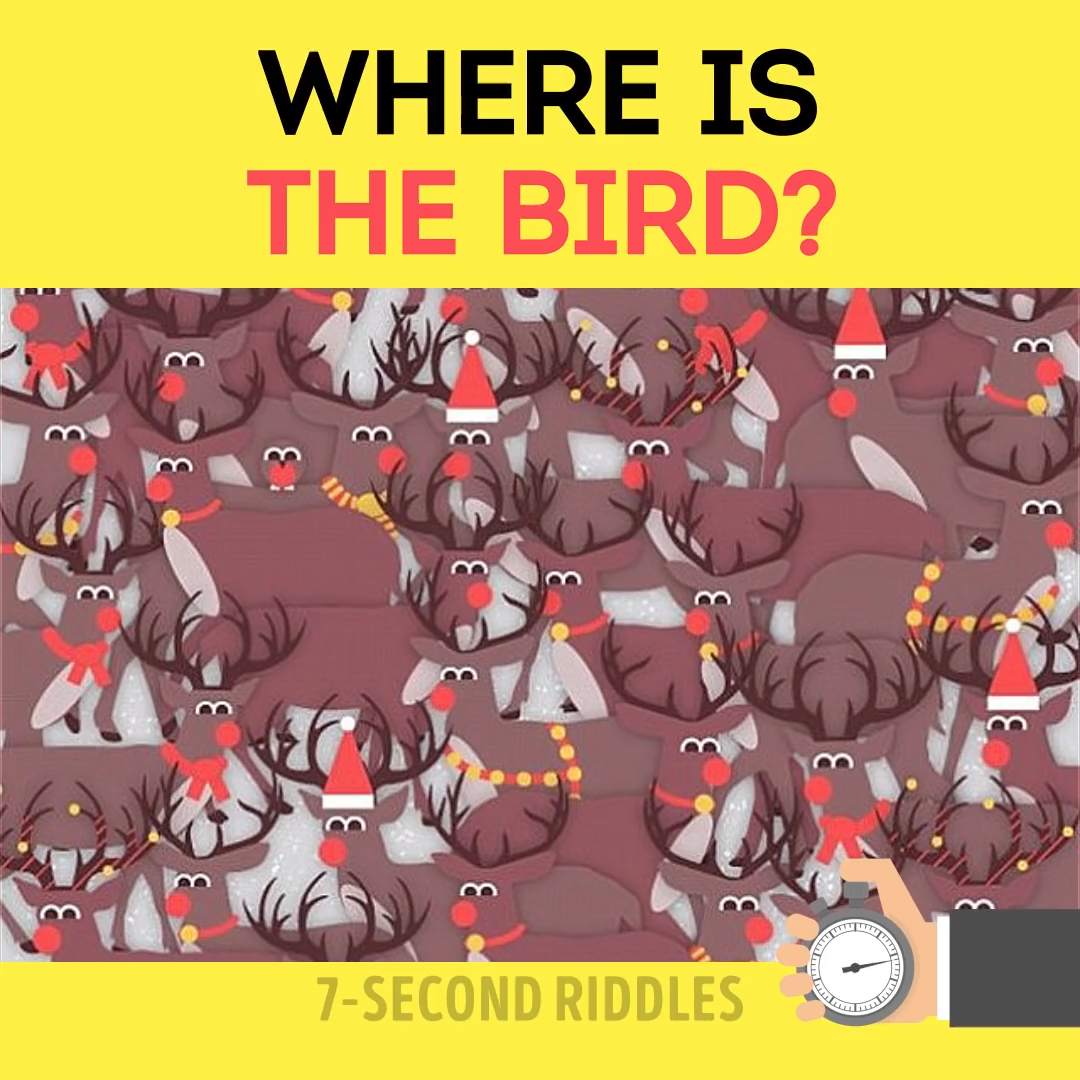 WHERE IS
THE BIRD?
7-SECOND RIDDLES